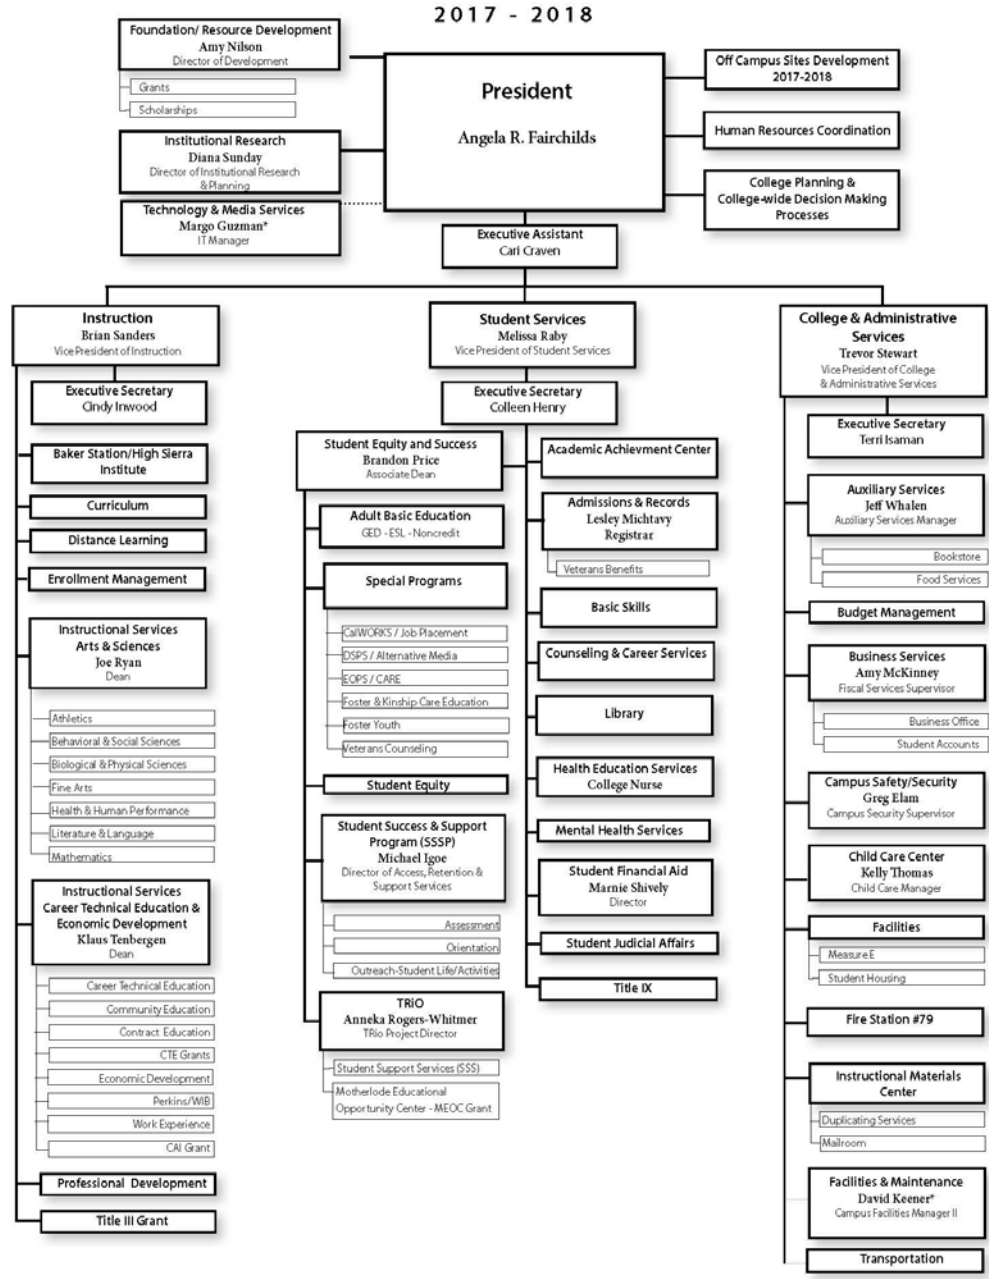 2017 - 2018
Foundation/ Resource Development
Amy Nilson
Director of Development
Grants
Scholarships
Institutional Research
Diana Sunday
Director of Institutional Research
& Planning
Technology & Media Services
Margo Guzman*
IT Manager
President
Angela R. Fairchilds
Off Campus Sites Development
2017-2018
Human Resources Coordination
College Planning &
College-wide Decision Making
Processes
Executive Assistant
Cari Craven
Instruction
Brian Sanders
Vice President of Instruction
Executive Secretary
Cindy Inwood
Baker Station/High Sierra
Institute
Curriculum
Distance Learning
Enrollment Management
Instructional Services
Arts & Sciences
Joe Ryan
Dean
Athletics
Behavioral & Social Sciences
Biological & Physical Sciences
Fine Arts
Health & Human Performance
Literature & Language
Mathematics
Instructional Services
Career Technical Education &
Economic Development
Klaus Tenbergen
Dean
Career Technical Education
Community Education
Contract Education
CTE Grants
Economic Development
Perkins/WIB
Work Experience
CAI Grant
Professional Development
Title III Grant
Student Services
Melissa Raby
Vice President of Student Services
Executive Secretary
Colleen Henry
Student Equity and Success
Brandon Price
Associate Dean
Adult Basic Education
GED - ESL - Noncredit
Special Programs
CalWORKS / Job Placement
DSPS / Alternative Media
EOPS / CARE
Foster & Kinship Care Education
Foster Youth
Veterans Counseling
Student Equity
Student Success & Support
Program (SSSP)
Michael Igoe
Director of Access, Retention &
Support Services
Assessment
Orientation
Outreach-Student Life/Activities
TRiO
Anneka Rogers-Whitmer
TRio Project Director
Student Support Services (SSS)
Motherlode Educational
Opportunity Center - MEOC Grant
Academic Achievment Center
Admissions & Records
Lesley Michtavy
Registrar
Veterans Benefits
Basic Skills
Counseling & Career Services
Library
Health Education Services
College Nurse
Mental Health Services
Student Financial Aid
Marnie Shively
Director
Student Judicial Affairs
Title IX
College & Administrative
Services
Trevor Stewart
Vice President of College
& Administrative Services
Executive Secretary
Terri Isaman
Auxiliary Services
Jeff Whalen
Auxiliary Services Manager
Bookstore
Food Services
Budget Management
Business Services
Amy McKinney
Fiscal Services Supervisor
Business Office
Student Accounts
Campus Safety/Security
Greg Elam
Campus Security Supervisor
Child Care Center
Kelly Thomas
Child Care Manager
Facilities
Measure E
Student Housing
Fire Station #79
Instructional Materials
Center
Duplicating Services
Mailroom
Facilities & Maintenance
David Keener*
Campus Facilities Manager II
Transportation